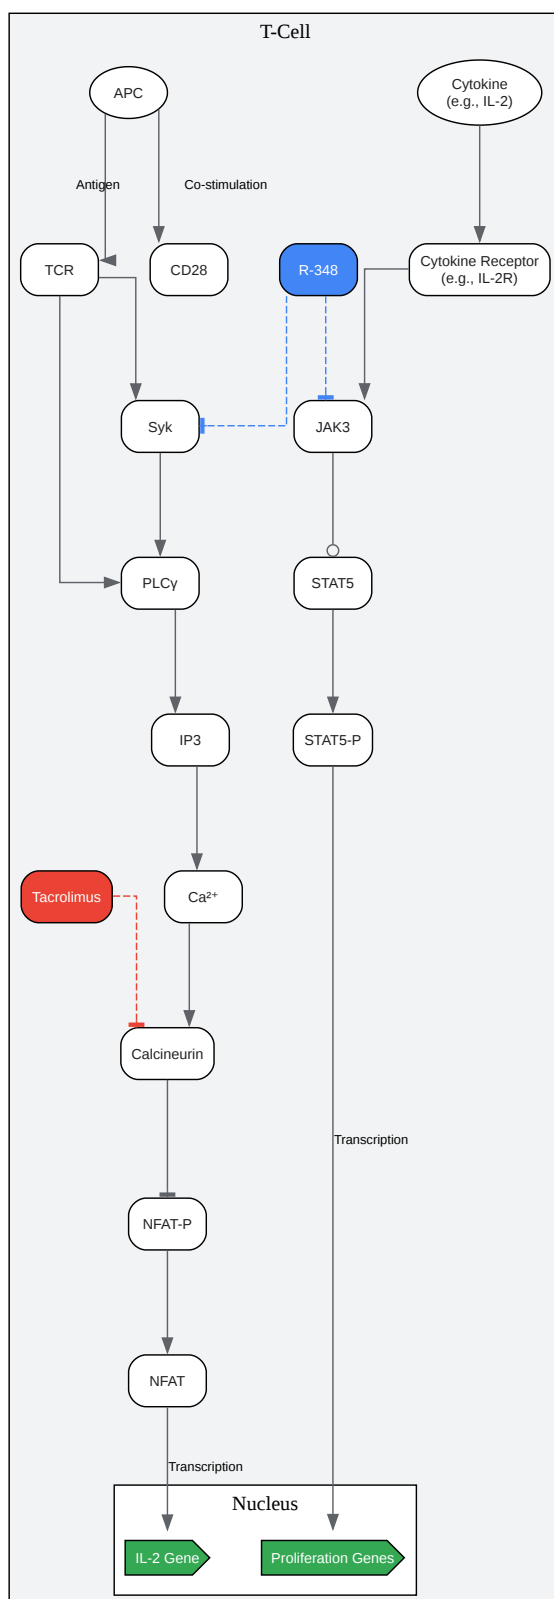 T-Cell
APC
Cytokine
(e.g., IL-2)
Antigen
Co-stimulation
TCR
CD28
R-348
Cytokine Receptor
(e.g., IL-2R)
Syk
JAK3
PLCγ
STAT5
IP3
STAT5-P
Tacrolimus
Ca²⁺
Calcineurin
Transcription
NFAT-P
NFAT
Transcription
Nucleus
IL-2 Gene
Proliferation Genes